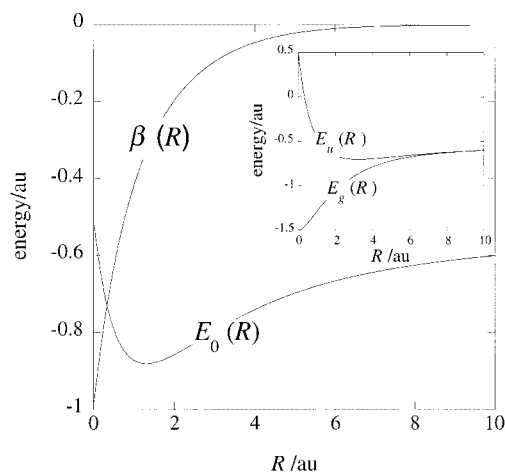 0
-0.2
-0.4
-0.6
-0.8
-1
energy/au
β (R)
E₀ (R)
0 2 4 6 8 10
R /au
0.5
0
-0.5
-1
-1.5
energy/au
Eᵤ (R)
E_g (R)
0 2 4 6 8 10
R /au